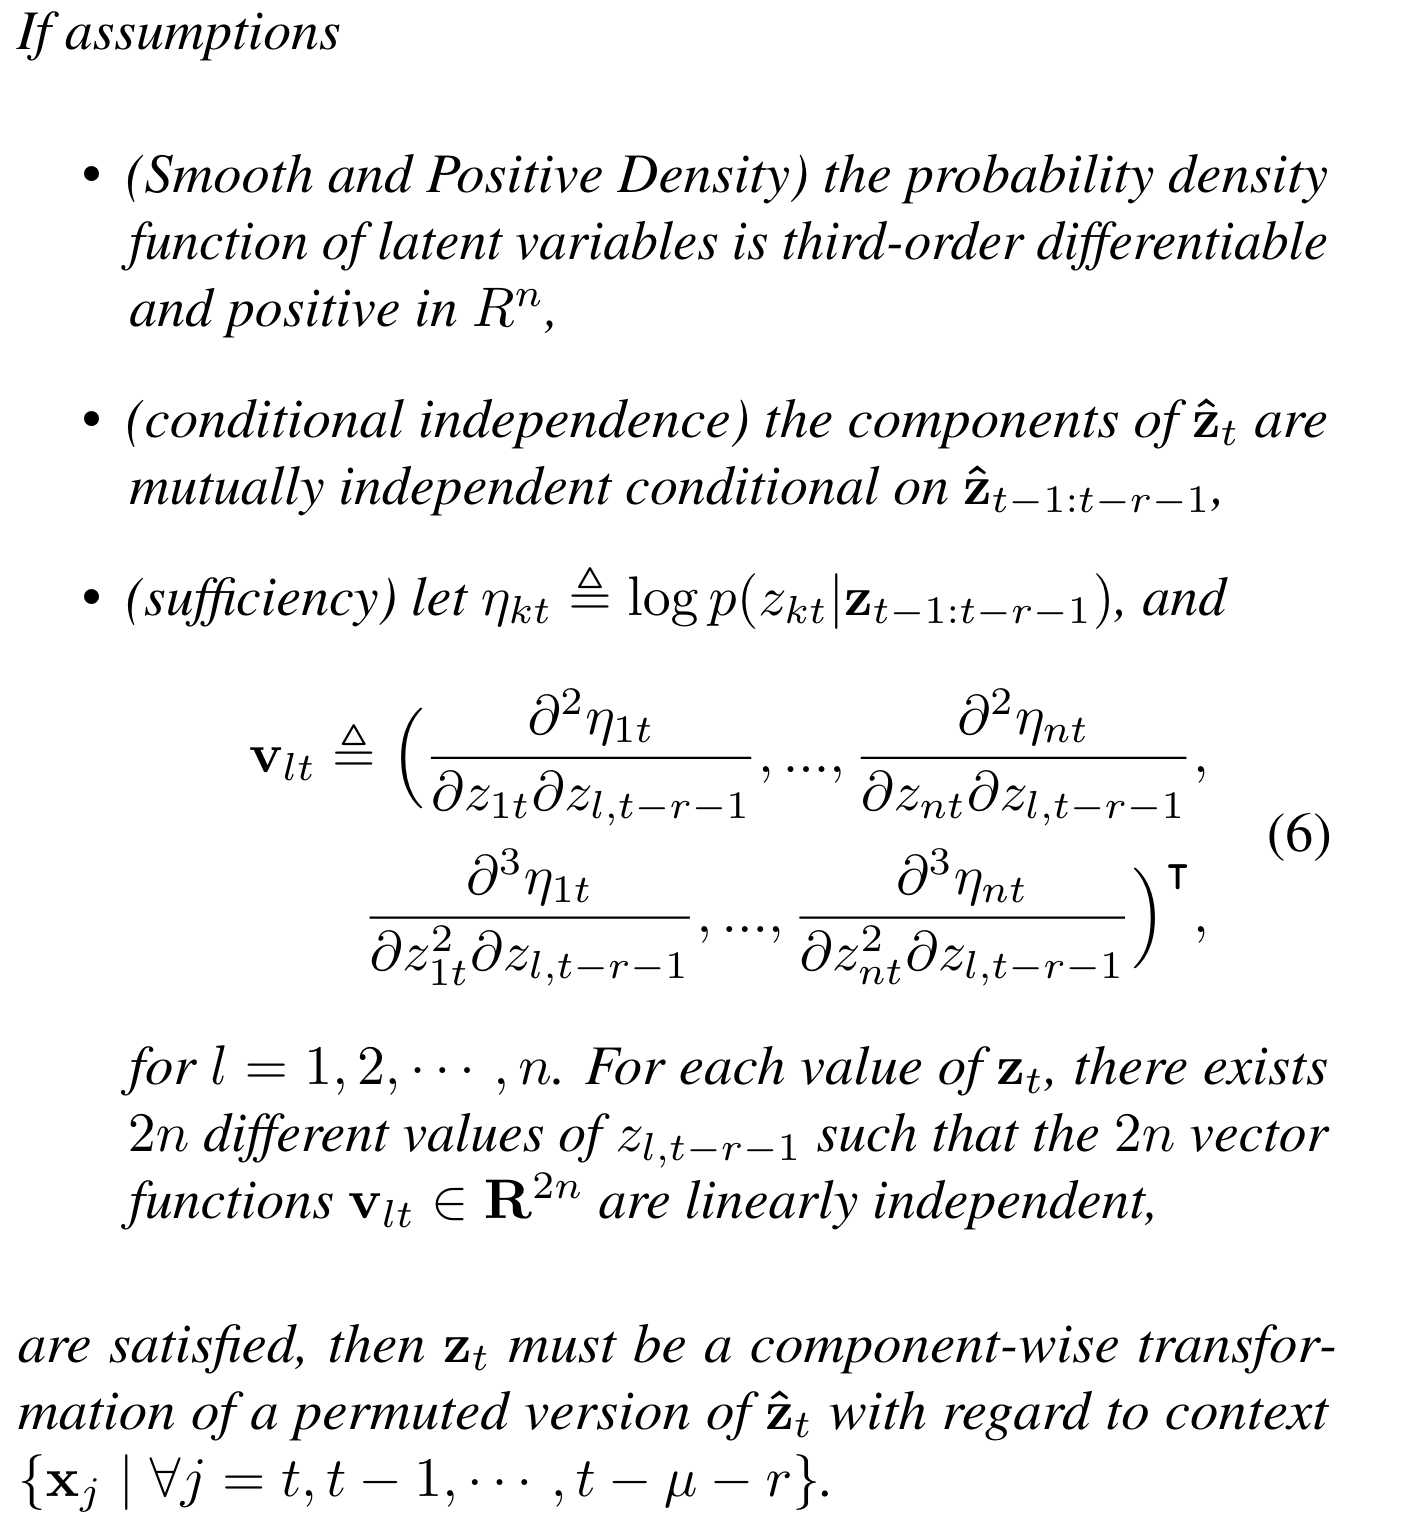 If assumptions
• (Smooth and Positive Density) the probability density
function of latent variables is third-order differentiable
and positive in $R^n$,
• (conditional independence) the components of $\hat{\mathbf{z}}_t$ are
mutually independent conditional on $\hat{\mathbf{z}}_{t-1:t-r-1}$,
• (sufficiency) let $\eta_{kt} \triangleq \log p(z_{kt}|\mathbf{z}_{t-1:t-r-1})$, and
$\mathbf{v}_{lt} \triangleq \Big(\frac{\partial^2 \eta_{1t}}{\partial z_{1t} \partial z_{l,t-r-1}}, ..., \frac{\partial^2 \eta_{nt}}{\partial z_{nt} \partial z_{l,t-r-1}},$
$\frac{\partial^3 \eta_{1t}}{\partial z_{1t}^2 \partial z_{l,t-r-1}}, ..., \frac{\partial^3 \eta_{nt}}{\partial z_{nt}^2 \partial z_{l,t-r-1}}\Big)^\intercal,$ (6)
for $l = 1, 2, \cdots, n$. For each value of $\mathbf{z}_t$, there exists
$2n$ different values of $z_{l,t-r-1}$ such that the $2n$ vector
functions $\mathbf{v}_{lt} \in \mathbf{R}^{2n}$ are linearly independent,
are satisfied, then $\mathbf{z}_t$ must be a component-wise transfor-
mation of a permuted version of $\hat{\mathbf{z}}_t$ with regard to context
$\{\mathbf{x}_j \mid \forall j = t, t-1, \cdots, t-\mu-r\}$.